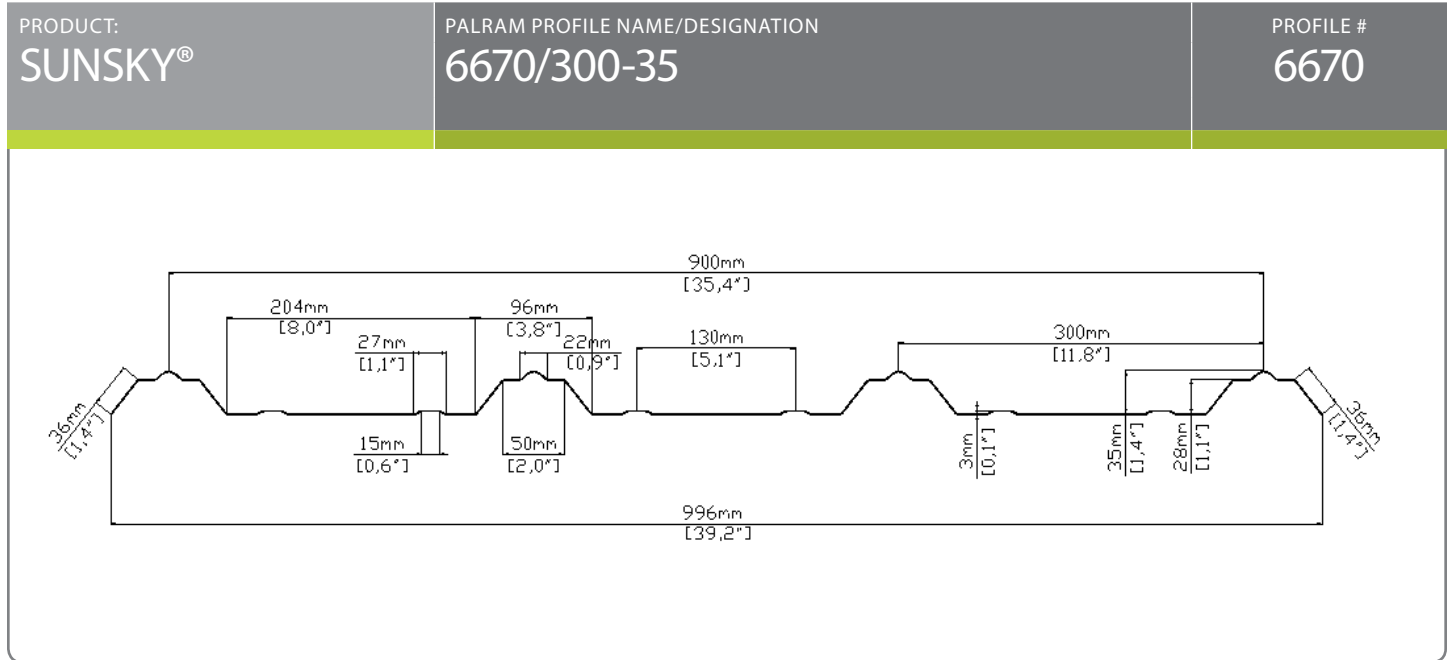 PRODUCT:
SUNSKY®
PALRAM PROFILE NAME/DESIGNATION
6670/300-35
PROFILE #
6670
900mm
[35,4"]
204mm
[8,0"]
96mm
[3,8"]
27mm
[1,1"]
22mm
[0,9"]
130mm
[5,1"]
300mm
[11,8"]
36mm
[1,4"]
15mm
[0,6"]
50mm
[2,0"]
3mm
[0,1"]
35mm
[1,4"]
28mm
[1,1"]
36mm
[1,4"]
996mm
[39,2"]